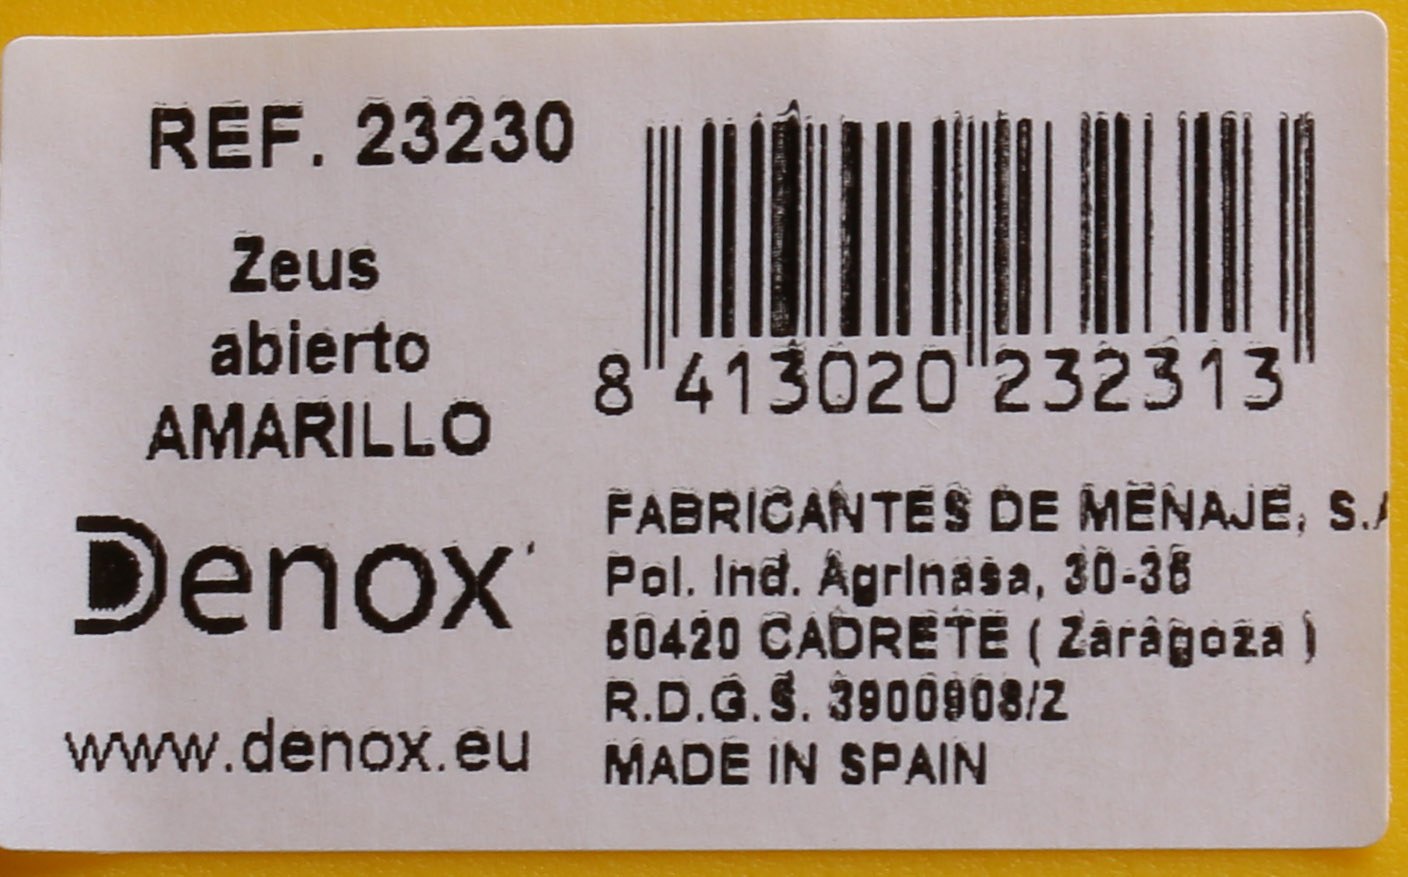 REF. 23230
Zeus
abierto
AMARILLO
Denox
www.denox.eu
8 413020 232313
FABRICANTES DE MENAJE, S.A
Pol. Ind. Agrinasa, 30-36
50420 CADRETE ( Zaragoza )
R.D.G.S. 3900908/Z
MADE IN SPAIN